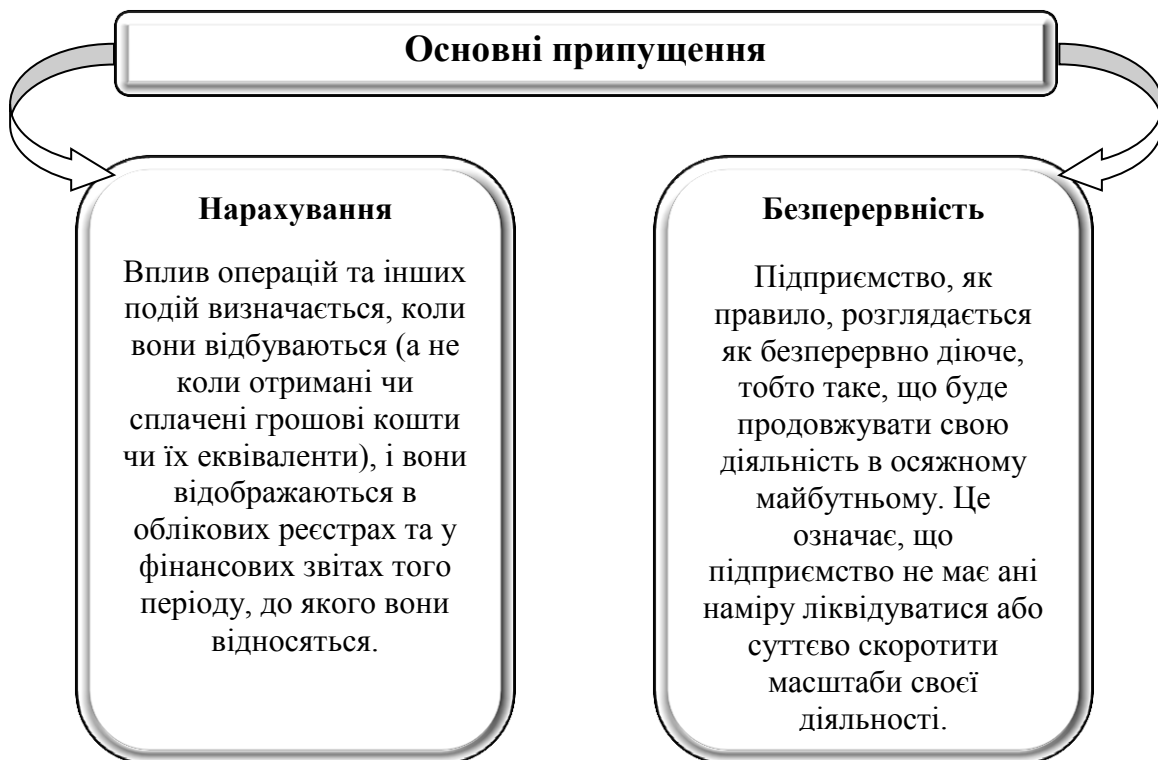 Основні припущення
Нарахування
Вплив операцій та інших
подій визначається, коли
вони відбуваються (а не
коли отримані чи
сплачені грошові кошти
чи їх еквіваленти), і вони
відображаються в
облікових реєстрах та у
фінансових звітах того
періоду, до якого вони
відносяться.
Безперервність
Підприємство, як
правило, розглядається
як безперервно діюче,
тобто таке, що буде
продовжувати свою
діяльність в осяжному
майбутньому. Це
означає, що
підприємство не має ані
наміру ліквідуватися або
суттєво скоротити
масштаби своєї
діяльності.